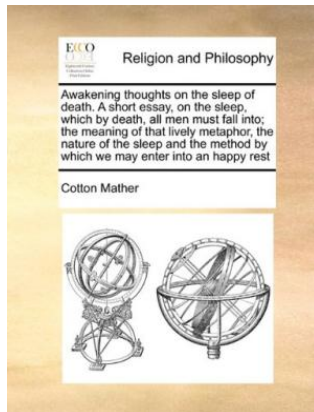 ECCO
Religion and Philosophy
Awakening thoughts on the sleep of
death. A short essay, on the sleep,
which by death, all men must fall into;
the meaning of that lively metaphor, the
nature of the sleep and the method by
which we may enter into an happy rest
Cotton Mather